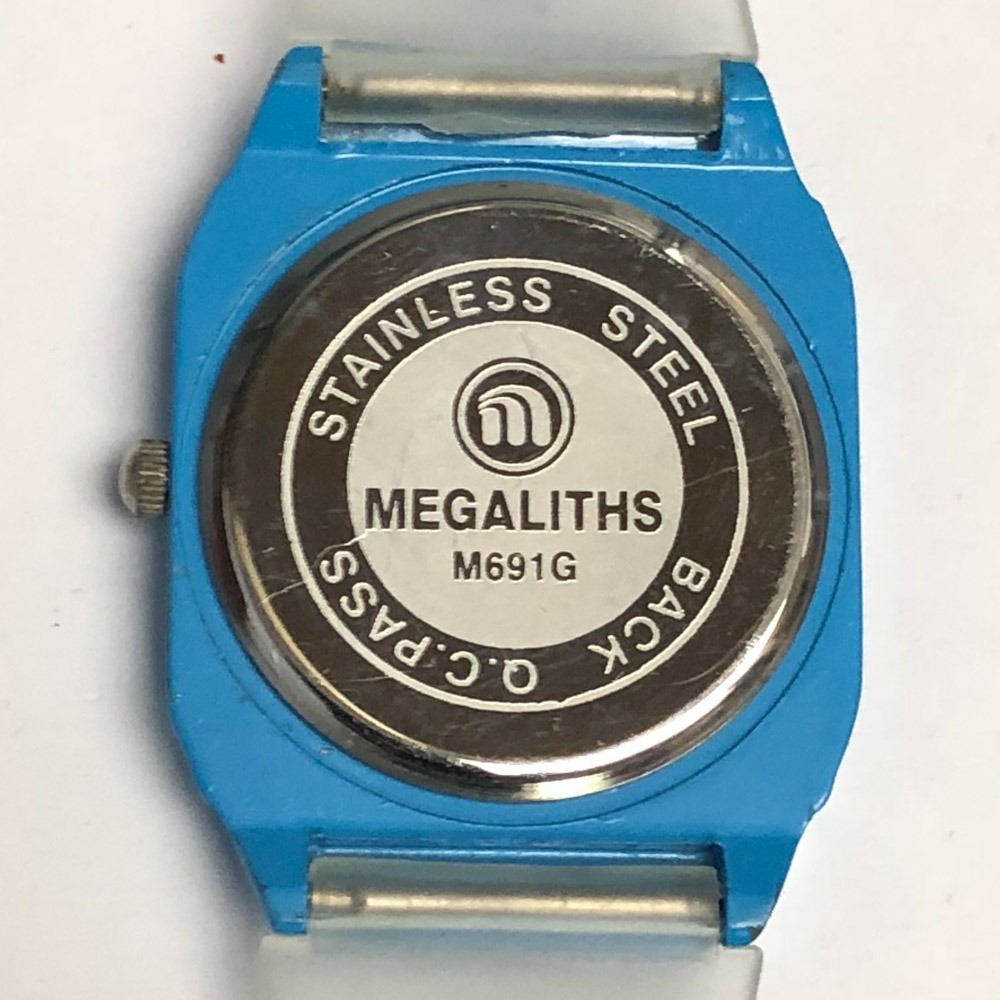 STAINLESS STEEL BACK Q.C.PASS
m
MEGALITHS
M691G